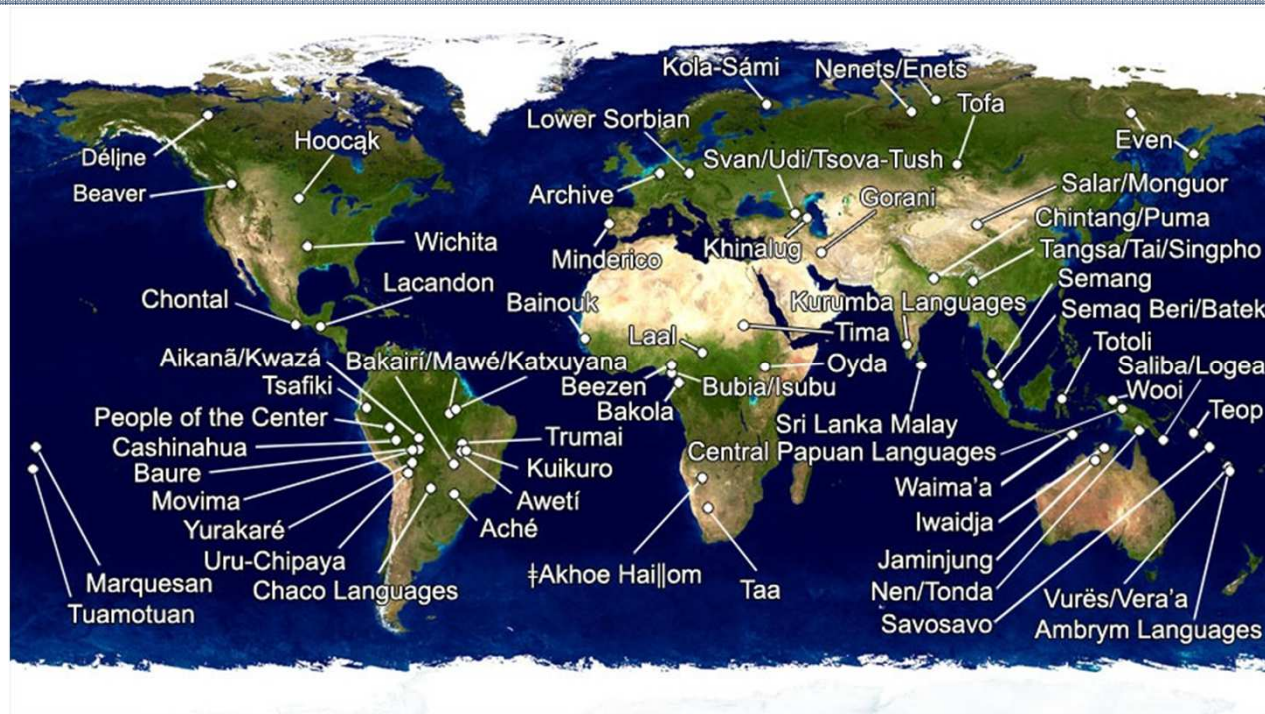 Kola-Sámi
Nenets/Enets
Tofa
Lower Sorbian
Hoocąk
Even
Délįne
Svan/Udi/Tsova-Tush
Beaver
Archive
Gorani
Salar/Monguor
Chintang/Puma
Wichita
Minderico
Khinalug
Tangsa/Tai/Singpho
Lacandon
Semang
Chontal
Bainouk
Kurumba Languages
Semaq Beri/Batek
Laal
Tima
Totoli
Aikanã/Kwazá
Bakairí/Mawé/Katxuyana
Oyda
Saliba/Logea
Tsafiki
Beezen
Bubia/Isubu
Wooi
People of the Center
Bakola
Teop
Sri Lanka Malay
Cashinahua
Trumai
Central Papuan Languages
Baure
Kuikuro
Waima'a
Movima
Awetí
Yurakaré
Aché
Iwaidja
Uru-Chipaya
Jaminjung
Marquesan
Chaco Languages
ǂAkhoe Haiǁom
Taa
Nen/Tonda
Vurës/Vera'a
Tuamotuan
Savosavo
Ambrym Languages